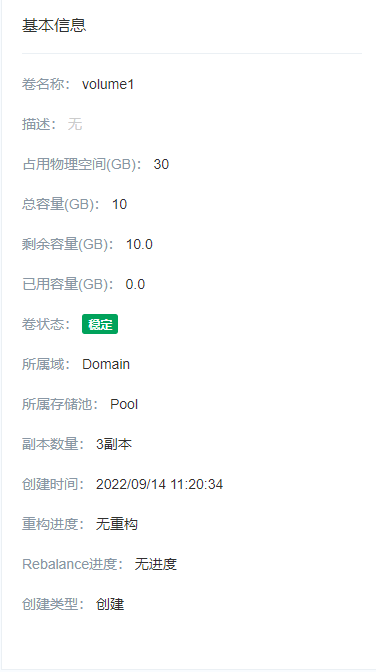 基本信息
卷名称： volume1
描述： 无
占用物理空间(GB)： 30
总容量(GB)： 10
剩余容量(GB)： 10.0
已用容量(GB)： 0.0
卷状态： 稳定
所属域： Domain
所属存储池： Pool
副本数量： 3副本
创建时间： 2022/09/14 11:20:34
重构进度： 无重构
Rebalance进度： 无进度
创建类型： 创建